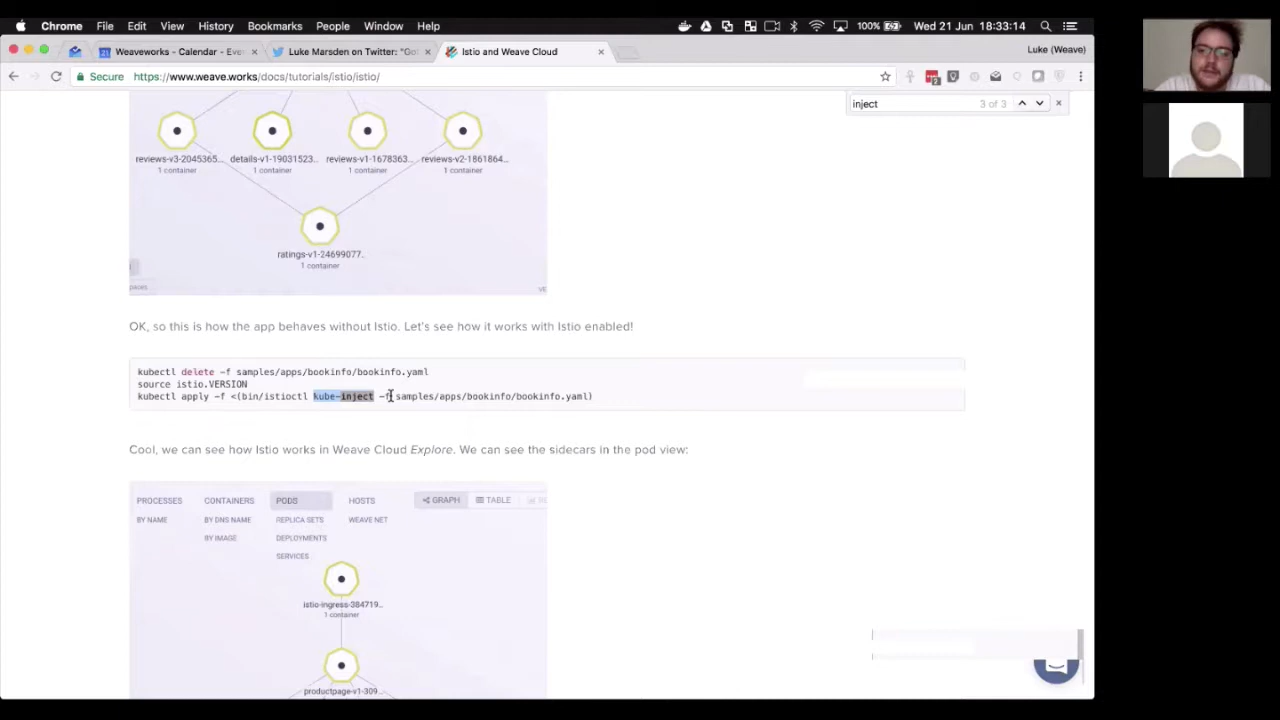 Chrome File Edit View History Bookmarks People Window Help 100% Wed 21 Jun 18:33:14
Weaveworks - Calendar - Eve Luke Marsden on Twitter: "Go Istio and Weave Cloud Luke (Weave)
Secure https://www.weave.works/docs/tutorials/istio/istio/
inject 3 of 3
reviews-v3-2045365... details-v1-19031523... reviews-v1-1678363... reviews-v2-1861864...
1 container 1 container 1 container 1 container
ratings-v1-24699077..
1 container
OK, so this is how the app behaves without Istio. Let's see how it works with Istio enabled!
kubectl delete -f samples/apps/bookinfo/bookinfo.yaml
source istio.VERSION
kubectl apply -f <(bin/istioctl kube-inject -f samples/apps/bookinfo/bookinfo.yaml)
Cool, we can see how Istio works in Weave Cloud Explore. We can see the sidecars in the pod view:
PROCESSES CONTAINERS PODS HOSTS GRAPH TABLE
BY NAME BY DNS NAME REPLICA SETS WEAVE NET
BY IMAGE DEPLOYMENTS
SERVICES
istio-ingress-384719...
1 container
productpage-v1-309...